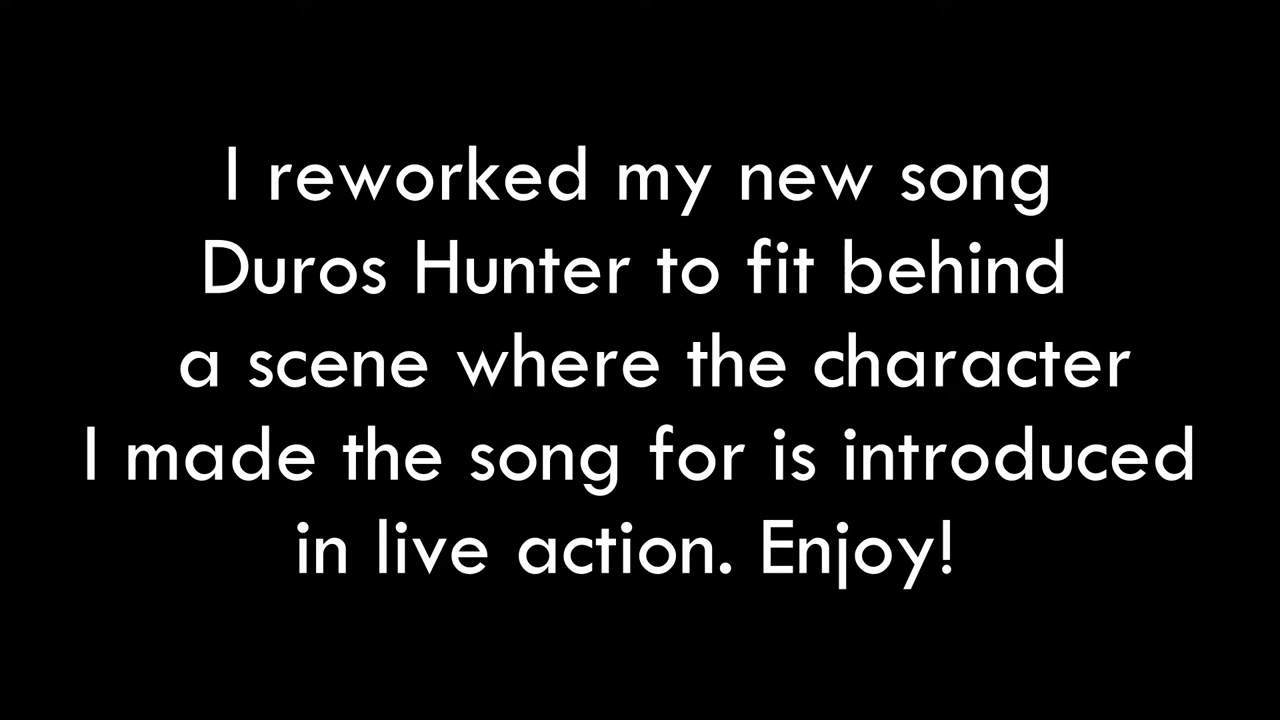 I reworked my new song
Duros Hunter to fit behind
a scene where the character
I made the song for is introduced
in live action. Enjoy!